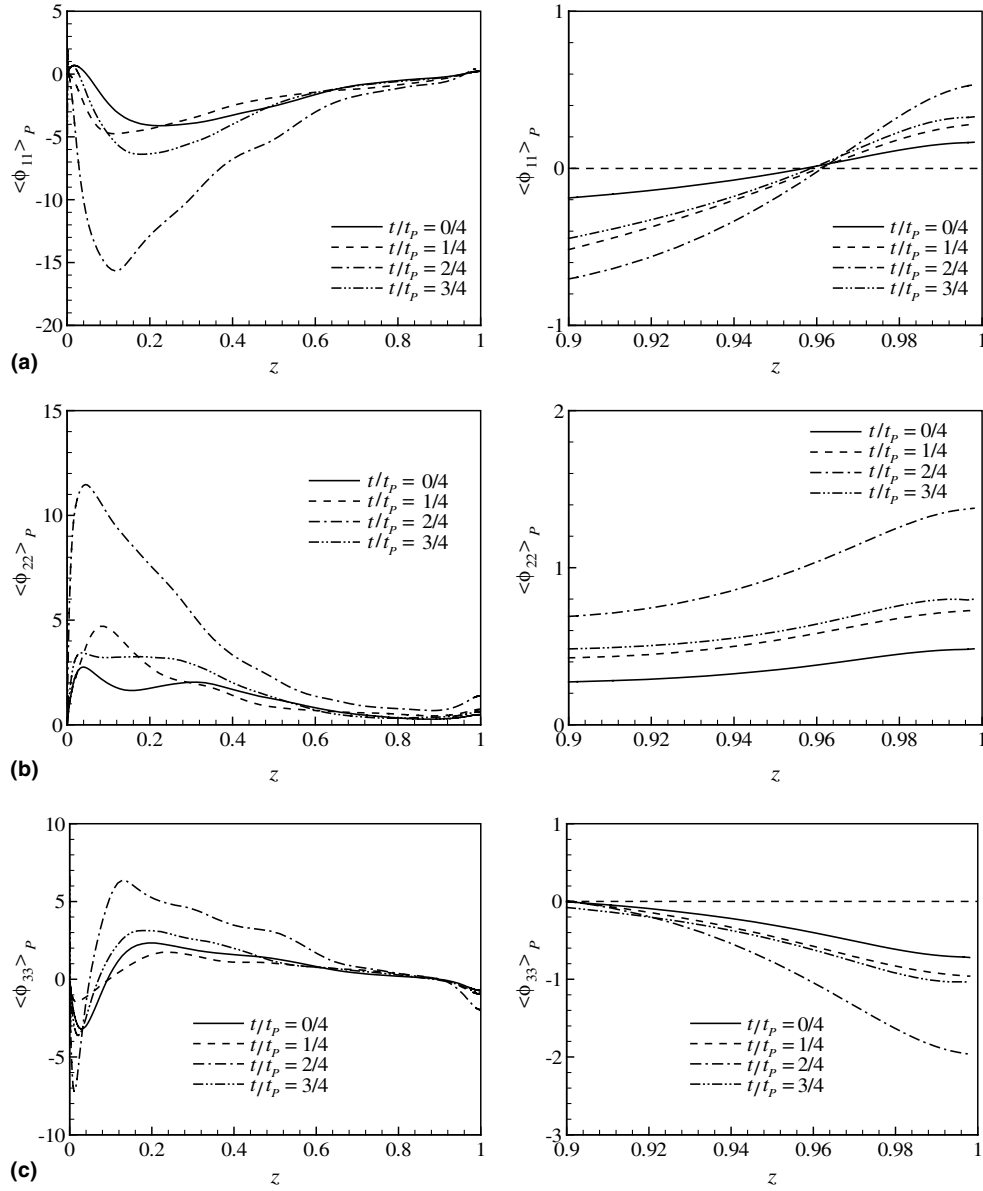 5
0
-5
-10
-15
-20
<ϕ11>P
t/tP = 0/4
t/tP = 1/4
t/tP = 2/4
t/tP = 3/4
0 0.2 0.4 0.6 0.8 1
z
(a)
1
0
-1
<ϕ11>P
t/tP = 0/4
t/tP = 1/4
t/tP = 2/4
t/tP = 3/4
0.9 0.92 0.94 0.96 0.98 1
z
15
10
5
0
<ϕ22>P
t/tP = 0/4
t/tP = 1/4
t/tP = 2/4
t/tP = 3/4
0 0.2 0.4 0.6 0.8 1
z
(b)
2
1
0
<ϕ22>P
t/tP = 0/4
t/tP = 1/4
t/tP = 2/4
t/tP = 3/4
0.9 0.92 0.94 0.96 0.98 1
z
10
5
0
-5
-10
<ϕ33>P
t/tP = 0/4
t/tP = 1/4
t/tP = 2/4
t/tP = 3/4
0 0.2 0.4 0.6 0.8 1
z
(c)
1
0
-1
-2
-3
<ϕ33>P
t/tP = 0/4
t/tP = 1/4
t/tP = 2/4
t/tP = 3/4
0.9 0.92 0.94 0.96 0.98 1
z